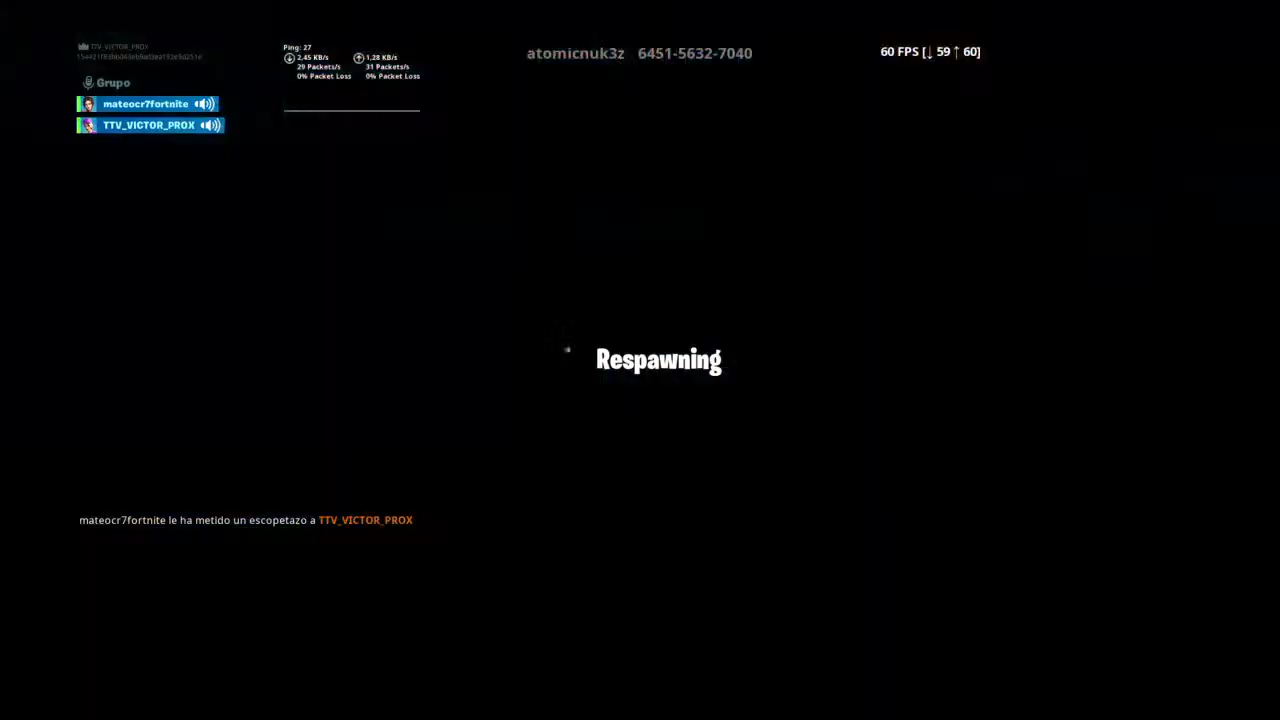 TTV_VICTOR_PROX
Grupo
mateocr7fortnite
TTV_VICTOR_PROX
Ping: 27
2,45 KB/s 1,28 KB/s
29 Packets/s 31 Packets/s
0% Packet Loss 0% Packet Loss
atomicnuk3z 6451-5632-7040
60 FPS [↓ 59 ↑ 60]
Respawning
mateocr7fortnite le ha metido un escopetazo a TTV_VICTOR_PROX